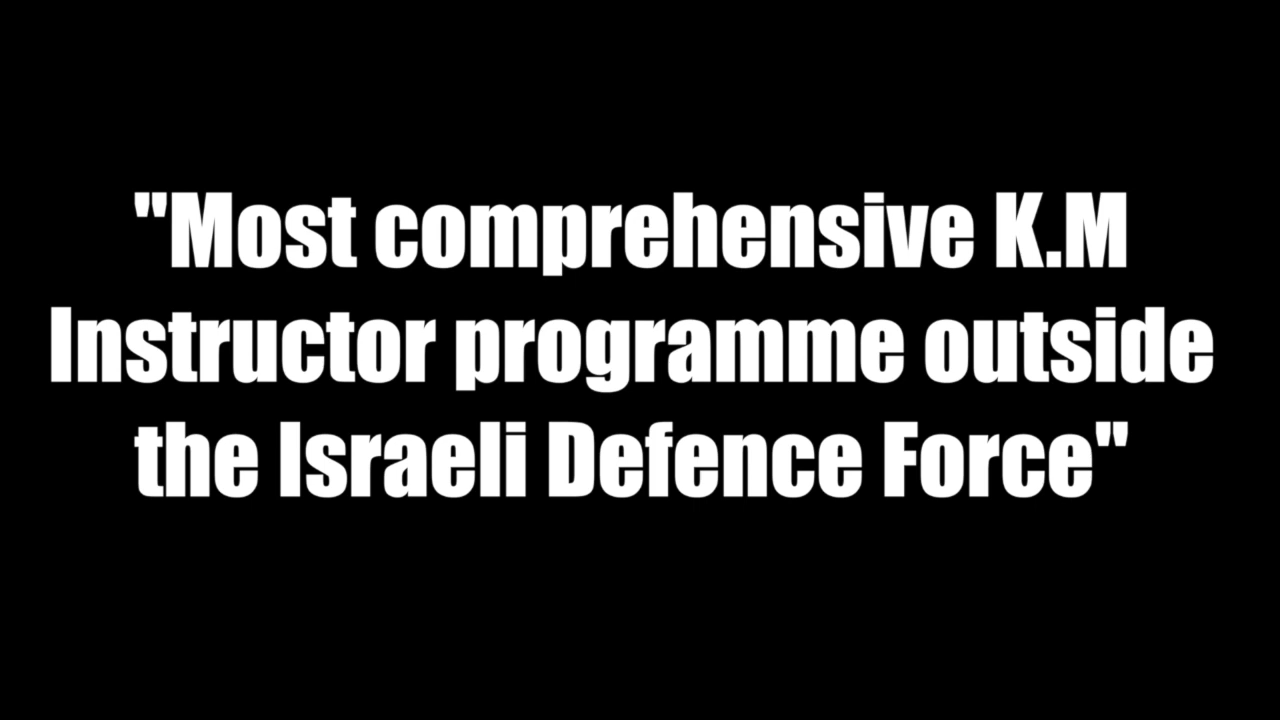 "Most comprehensive K.M
Instructor programme outside
the Israeli Defence Force"